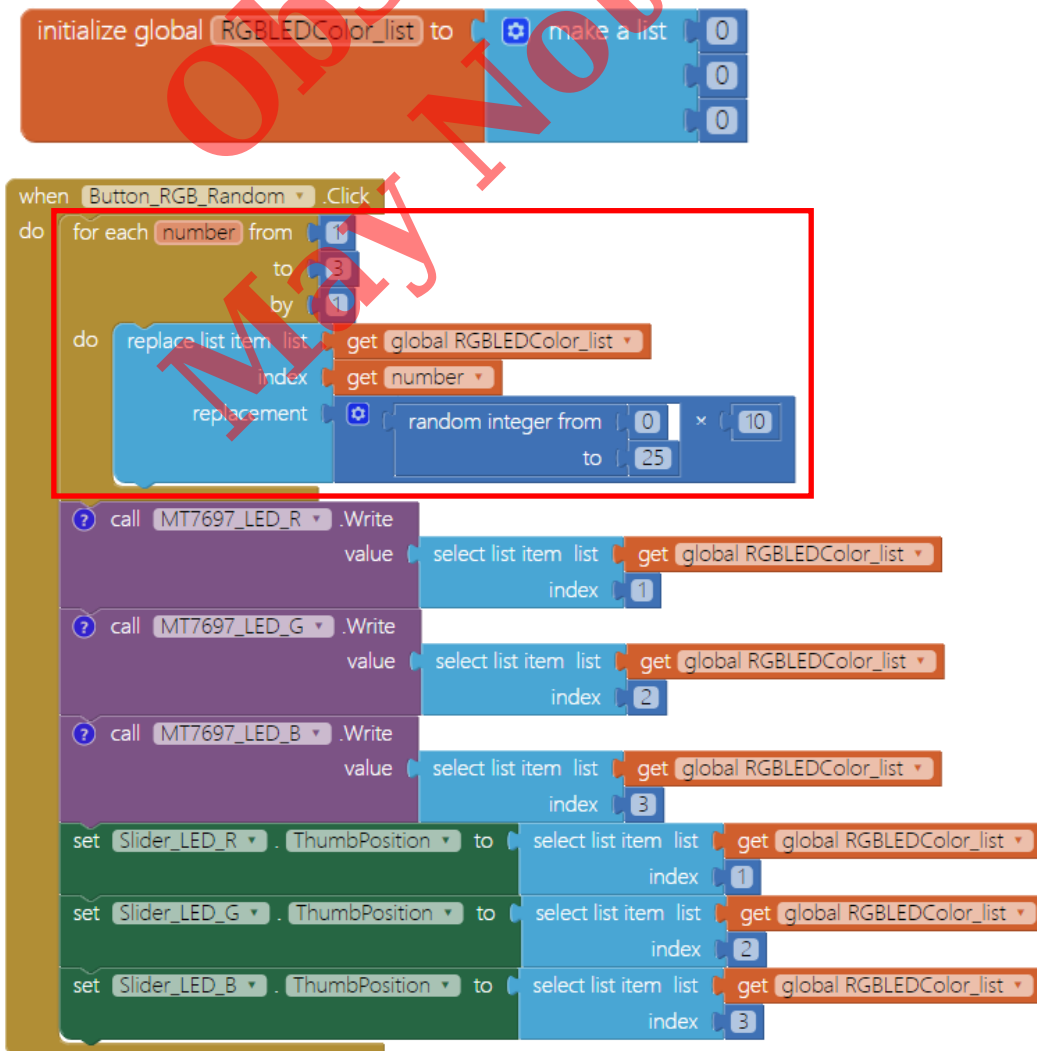 initialize global RGBLEDColor_list to make a list 0
0
0
when Button_RGB_Random .Click
do for each number from 1
to 3
by 1
do replace list item list get global RGBLEDColor_list
index get number
replacement random integer from 0 × 10
to 25
? call MT7697_LED_R .Write
value select list item list get global RGBLEDColor_list
index 1
? call MT7697_LED_G .Write
value select list item list get global RGBLEDColor_list
index 2
? call MT7697_LED_B .Write
value select list item list get global RGBLEDColor_list
index 3
set Slider_LED_R . ThumbPosition to select list item list get global RGBLEDColor_list
index 1
set Slider_LED_G . ThumbPosition to select list item list get global RGBLEDColor_list
index 2
set Slider_LED_B . ThumbPosition to select list item list get global RGBLEDColor_list
index 3
May